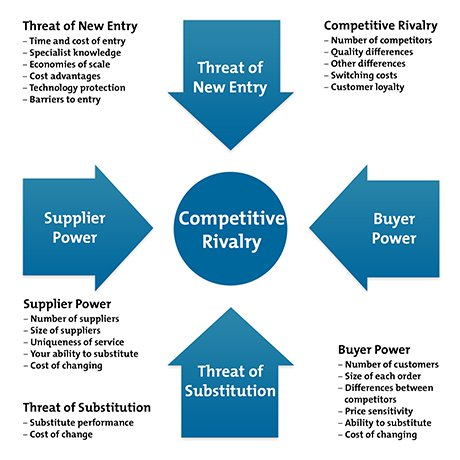 Threat of New Entry
– Time and cost of entry
– Specialist knowledge
– Economies of scale
– Cost advantages
– Technology protection
– Barriers to entry
Threat of
New Entry
Competitive Rivalry
– Number of competitors
– Quality differences
– Other differences
– Switching costs
– Customer loyalty
Supplier
Power
Competitive
Rivalry
Buyer
Power
Supplier Power
– Number of suppliers
– Size of suppliers
– Uniqueness of service
– Your ability to substitute
– Cost of changing
Threat of Substitution
– Substitute performance
– Cost of change
Threat of
Substitution
Buyer Power
– Number of customers
– Size of each order
– Differences between
competitors
– Price sensitivity
– Ability to substitute
– Cost of changing